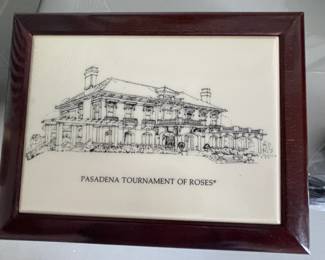 PASADENA TOURNAMENT OF ROSES®